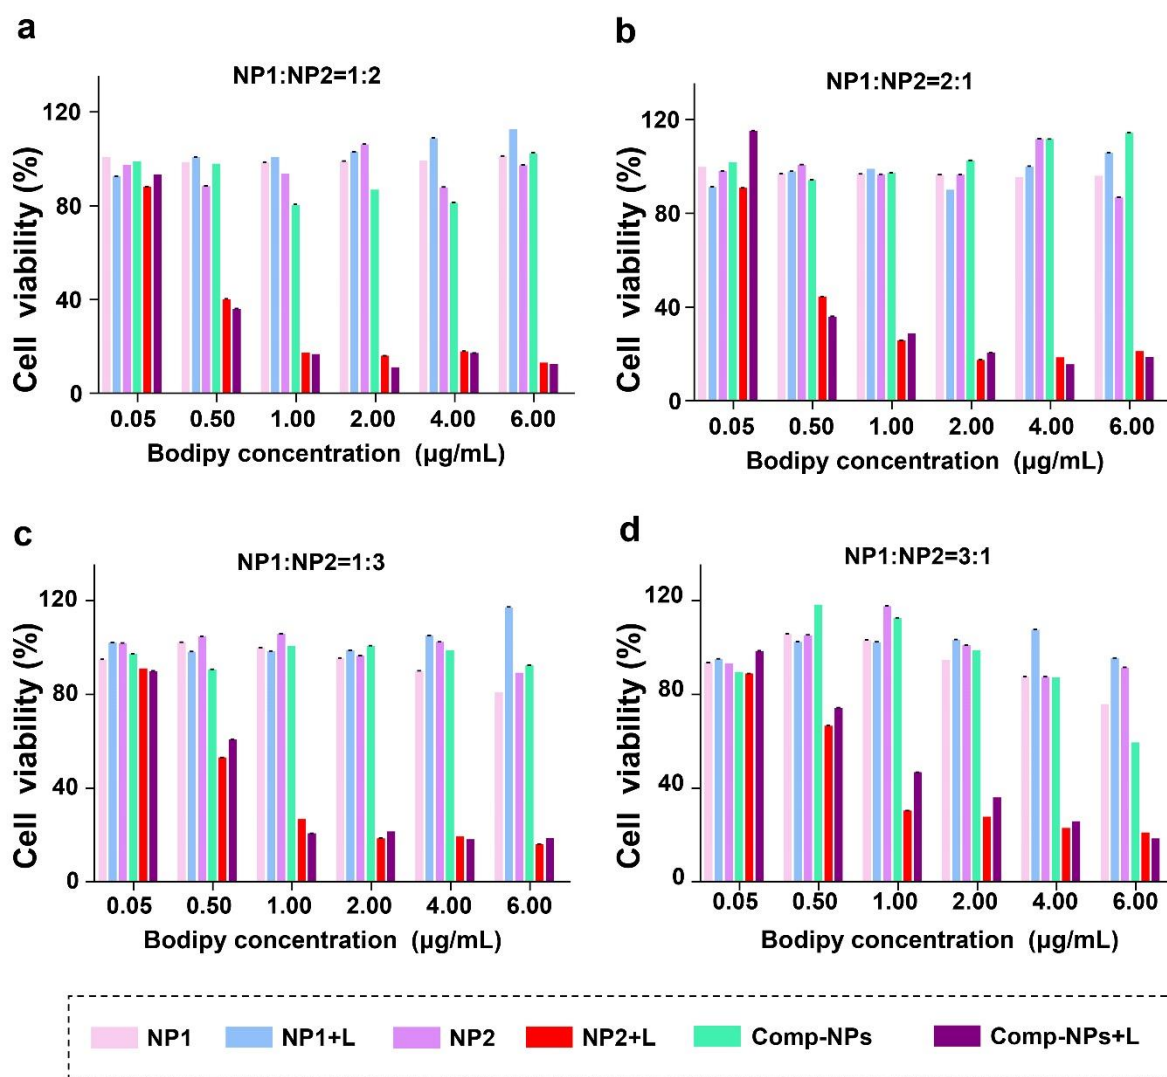 a
NP1:NP2=1:2
Cell viability (%)
120
80
40
0
0.05 0.50 1.00 2.00 4.00 6.00
Bodipy concentration (μg/mL)
b
NP1:NP2=2:1
Cell viability (%)
120
80
40
0
0.05 0.50 1.00 2.00 4.00 6.00
Bodipy concentration (μg/mL)
c
NP1:NP2=1:3
Cell viability (%)
120
80
40
0
0.05 0.50 1.00 2.00 4.00 6.00
Bodipy concentration (μg/mL)
d
NP1:NP2=3:1
Cell viability (%)
120
80
40
0
0.05 0.50 1.00 2.00 4.00 6.00
Bodipy concentration (μg/mL)
NP1 NP1+L NP2 NP2+L Comp-NPs Comp-NPs+L